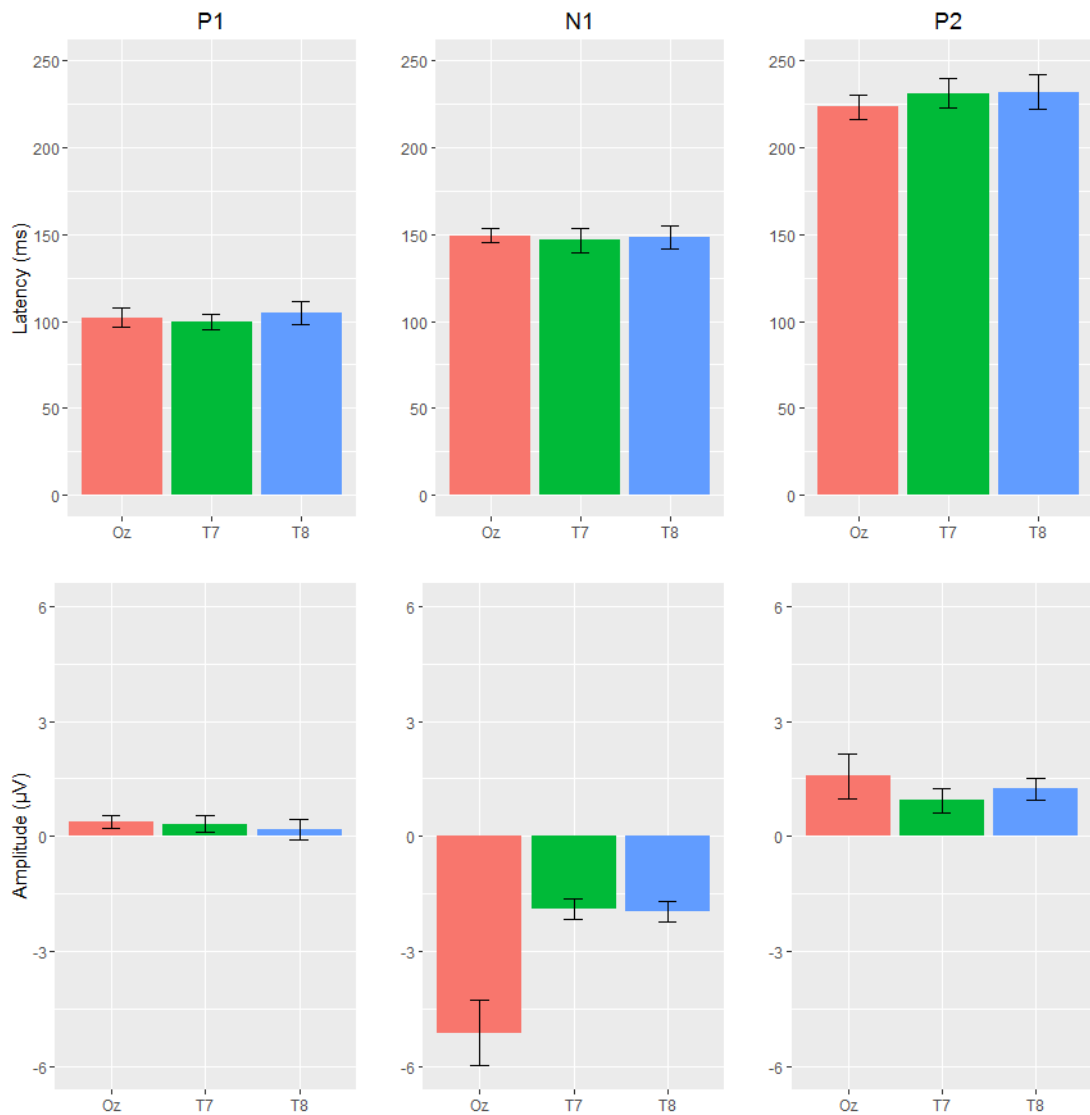 P1 N1 P2
250 250 250
200 200 200
150 150 150
Latency (ms)
100 100 100
50 50 50
0 0 0
Oz T7 T8 Oz T7 T8 Oz T7 T8
6 6 6
3 3 3
Amplitude (µV)
0 0 0
-3 -3 -3
-6 -6 -6
Oz T7 T8 Oz T7 T8 Oz T7 T8